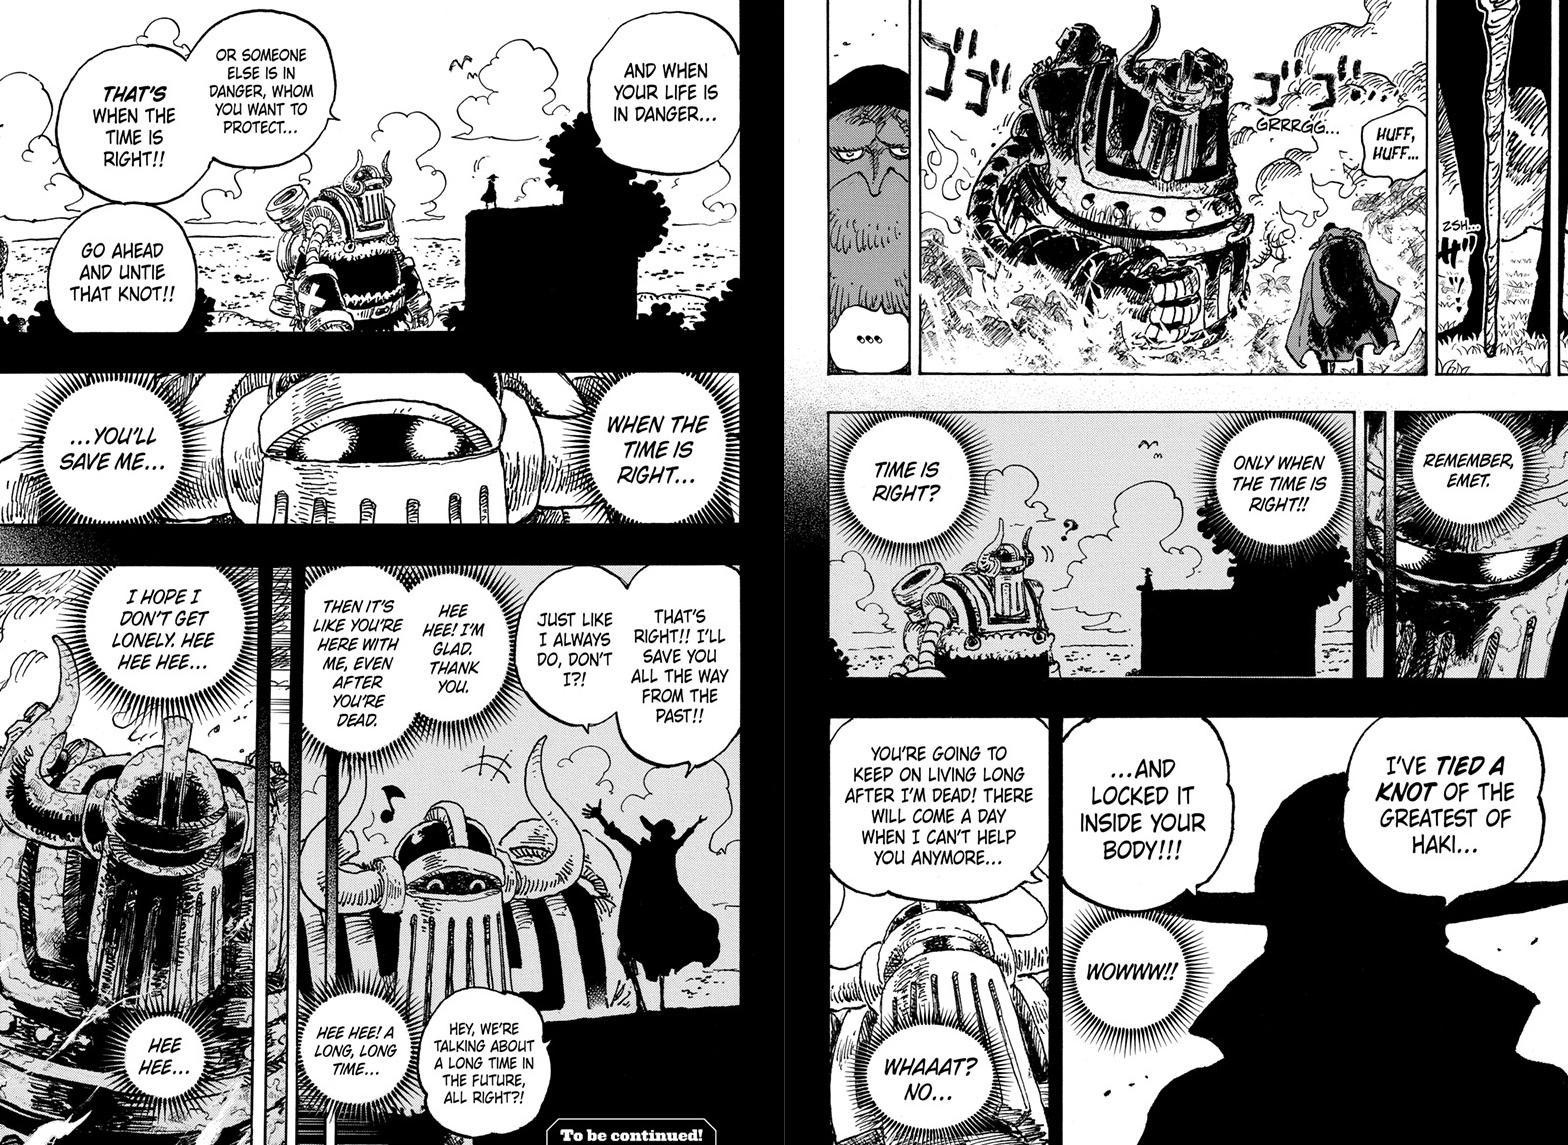 ZSH...
HUFF,
HUFF...
ゴゴ...
GRRRGG...
ゴゴ
...
REMEMBER,
EMET.
ONLY WHEN
THE TIME IS
RIGHT!!
?
TIME IS
RIGHT?
I'VE TIED A
KNOT OF THE
GREATEST OF
HAKI...
...AND
LOCKED IT
INSIDE YOUR
BODY!!!
WOWWW!!
YOU'RE GOING TO
KEEP ON LIVING LONG
AFTER I'M DEAD! THERE
WILL COME A DAY
WHEN I CAN'T HELP
YOU ANYMORE...
WHAAAT?
NO...
AND WHEN
YOUR LIFE IS
IN DANGER...
OR SOMEONE
ELSE IS IN
DANGER, WHOM
YOU WANT TO
PROTECT...
THAT'S
WHEN THE
TIME IS
RIGHT!!
GO AHEAD
AND UNTIE
THAT KNOT!!
WHEN THE
TIME IS
RIGHT...
...YOU'LL
SAVE ME...
THAT'S
RIGHT!! I'LL
SAVE YOU
ALL THE WAY
FROM THE
PAST!!
JUST LIKE
I ALWAYS
DO, DON'T
I?!
HEE
HEE! I'M
GLAD.
THANK
YOU.
THEN IT'S
LIKE YOU'RE
HERE WITH
ME, EVEN
AFTER
YOU'RE
DEAD.
HEY, WE'RE
TALKING ABOUT
A LONG TIME IN
THE FUTURE,
ALL RIGHT?!
HEE HEE! A
LONG, LONG
TIME...
I HOPE I
DON'T GET
LONELY. HEE
HEE HEE...
HEE
HEE...
To be continued!